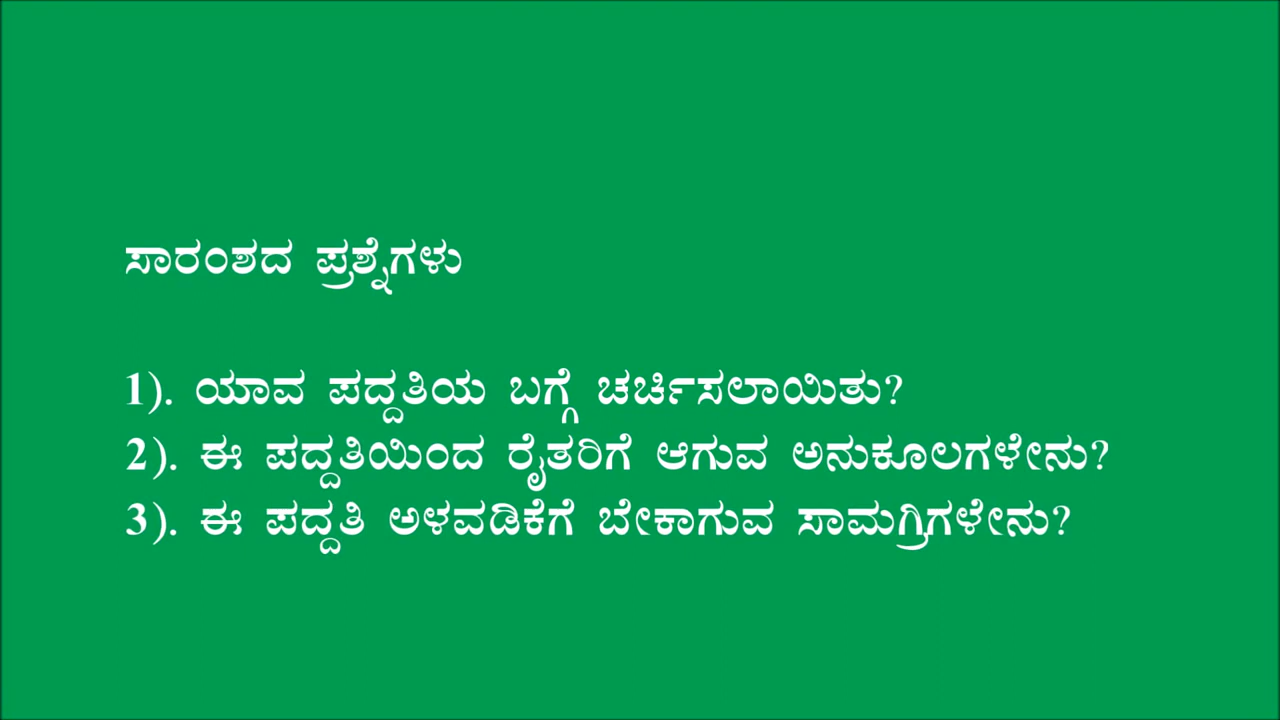 ಸಾರಂಶದ ಪ್ರಶ್ನೆಗಳು
1). ಯಾವ ಪದ್ದತಿಯ ಬಗ್ಗೆ ಚರ್ಚಿಸಲಾಯಿತು?
2). ಈ ಪದ್ದತಿಯಿಂದ ರೈತರಿಗೆ ಆಗುವ ಅನುಕೂಲಗಳೇನು?
3). ಈ ಪದ್ದತಿ ಅಳವಡಿಕೆಗೆ ಬೇಕಾಗುವ ಸಾಮಗ್ರಿಗಳೇನು?